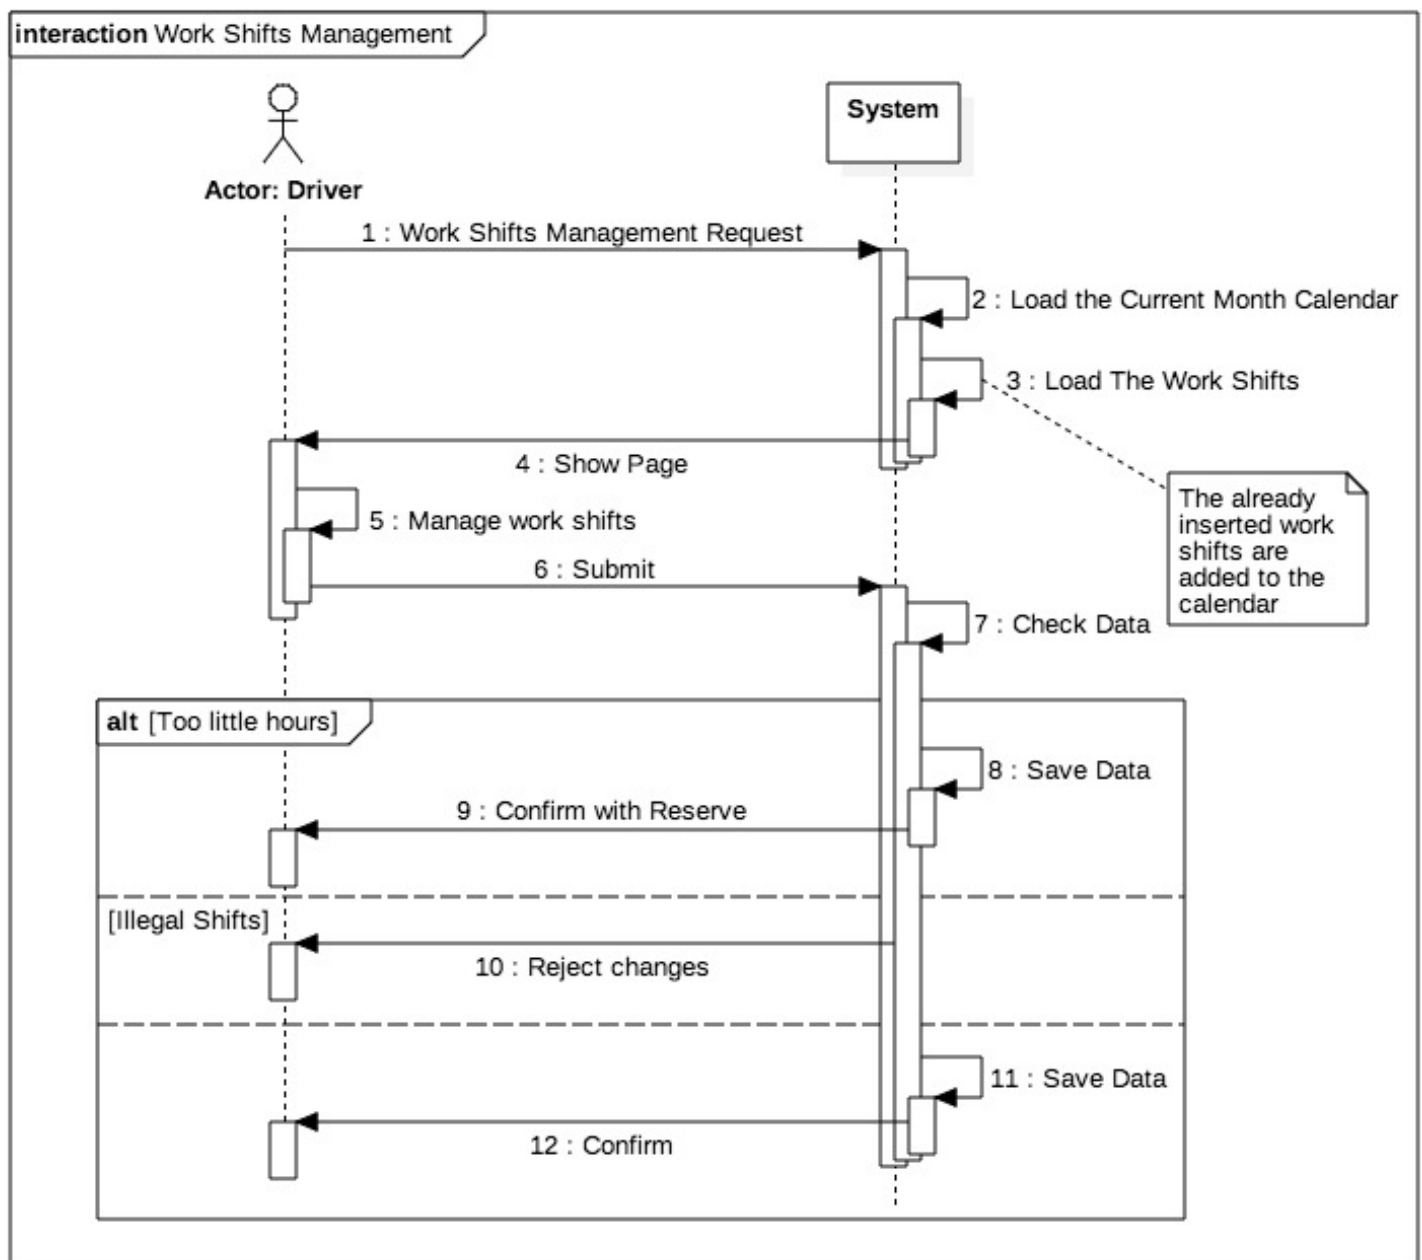 interaction Work Shifts Management
System
Actor: Driver
1 : Work Shifts Management Request
2 : Load the Current Month Calendar
3 : Load The Work Shifts
4 : Show Page
The already
inserted work
shifts are
added to the
calendar
5 : Manage work shifts
6 : Submit
7 : Check Data
alt [Too little hours]
8 : Save Data
9 : Confirm with Reserve
[Illegal Shifts]
10 : Reject changes
11 : Save Data
12 : Confirm